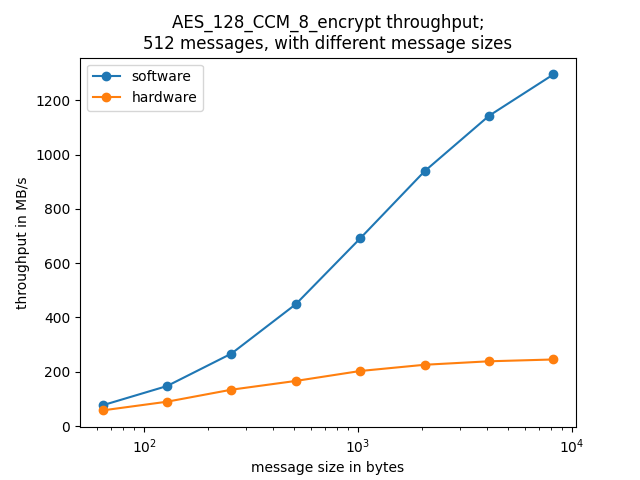 AES_128_CCM_8_encrypt throughput;
512 messages, with different message sizes
software
hardware
throughput in MB/s
1200
1000
800
600
400
200
0
10²
10³
10⁴
message size in bytes